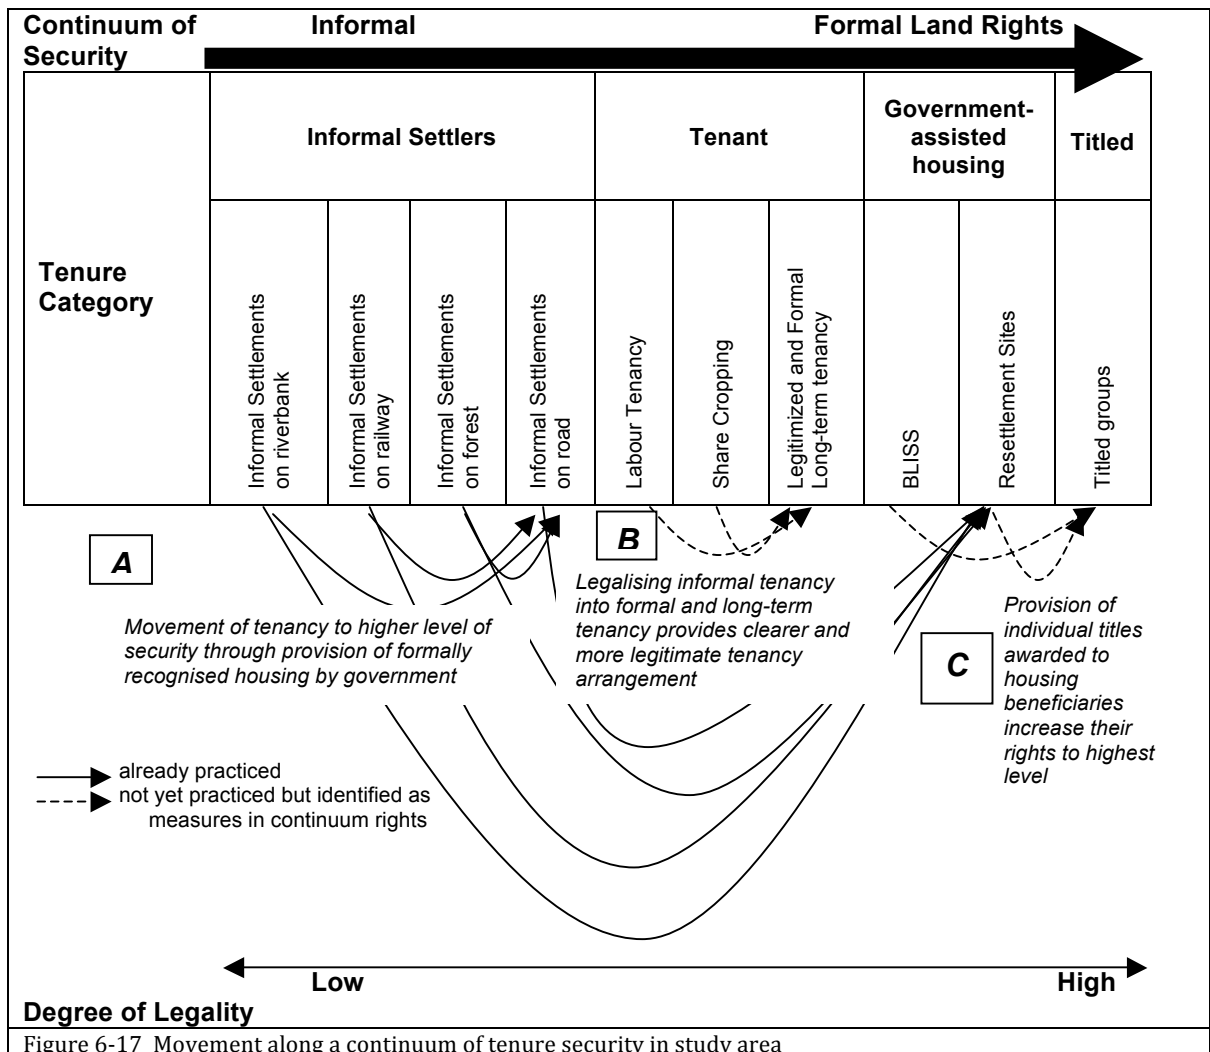 Continuum of
Security
Informal
Formal Land Rights
Informal Settlers
Tenant
Government-
assisted
housing
Titled
Tenure
Category
Informal Settlements
on riverbank
Informal Settlements
on railway
Informal Settlements
on forest
Informal Settlements
on road
Labour Tenancy
Share Cropping
Legitimized and Formal
Long-term tenancy
BLISS
Resettlement Sites
Titled groups
A
Movement of tenancy to higher level of
security through provision of formally
recognised housing by government
B
Legalising informal tenancy
into formal and long-term
tenancy provides clearer and
more legitimate tenancy
arrangement
C
Provision of
individual titles
awarded to
housing
beneficiaries
increase their
rights to highest
level
already practiced
not yet practiced but identified as
measures in continuum rights
Low
High
Degree of Legality
Figure 6-17 Movement along a continuum of tenure security in study area